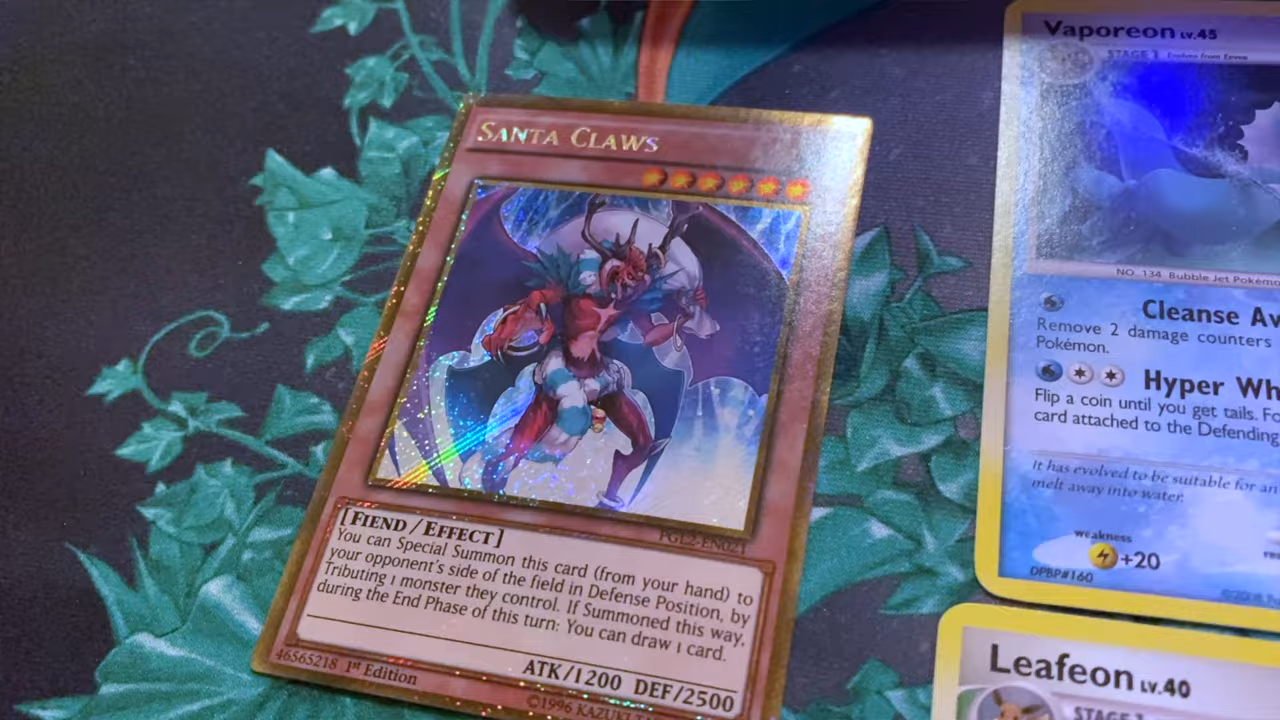 SANTA CLAWS
PGL2-EN021
[FIEND/EFFECT]
You can Special Summon this card (from your hand) to
your opponent's side of the field in Defense Position, by
Tributing 1 monster they control. If Summoned this way,
during the End Phase of this turn: You can draw 1 card.
ATK/1200 DEF/2500
46565218 1st Edition
©1996 KAZUKI
Vaporeon LV.45
STAGE 1 Evolves from Eevee
NO. 134 Bubble Jet
Cleanse
Remove 2 damage counters
Pokémon.
Hyper
Flip a coin until you get tails.
card attached to the Defending
It has evolved to be suitable for an
melt away into water.
weakness
+20
DPBP#160
Leafeon LV.40
STAGE 1